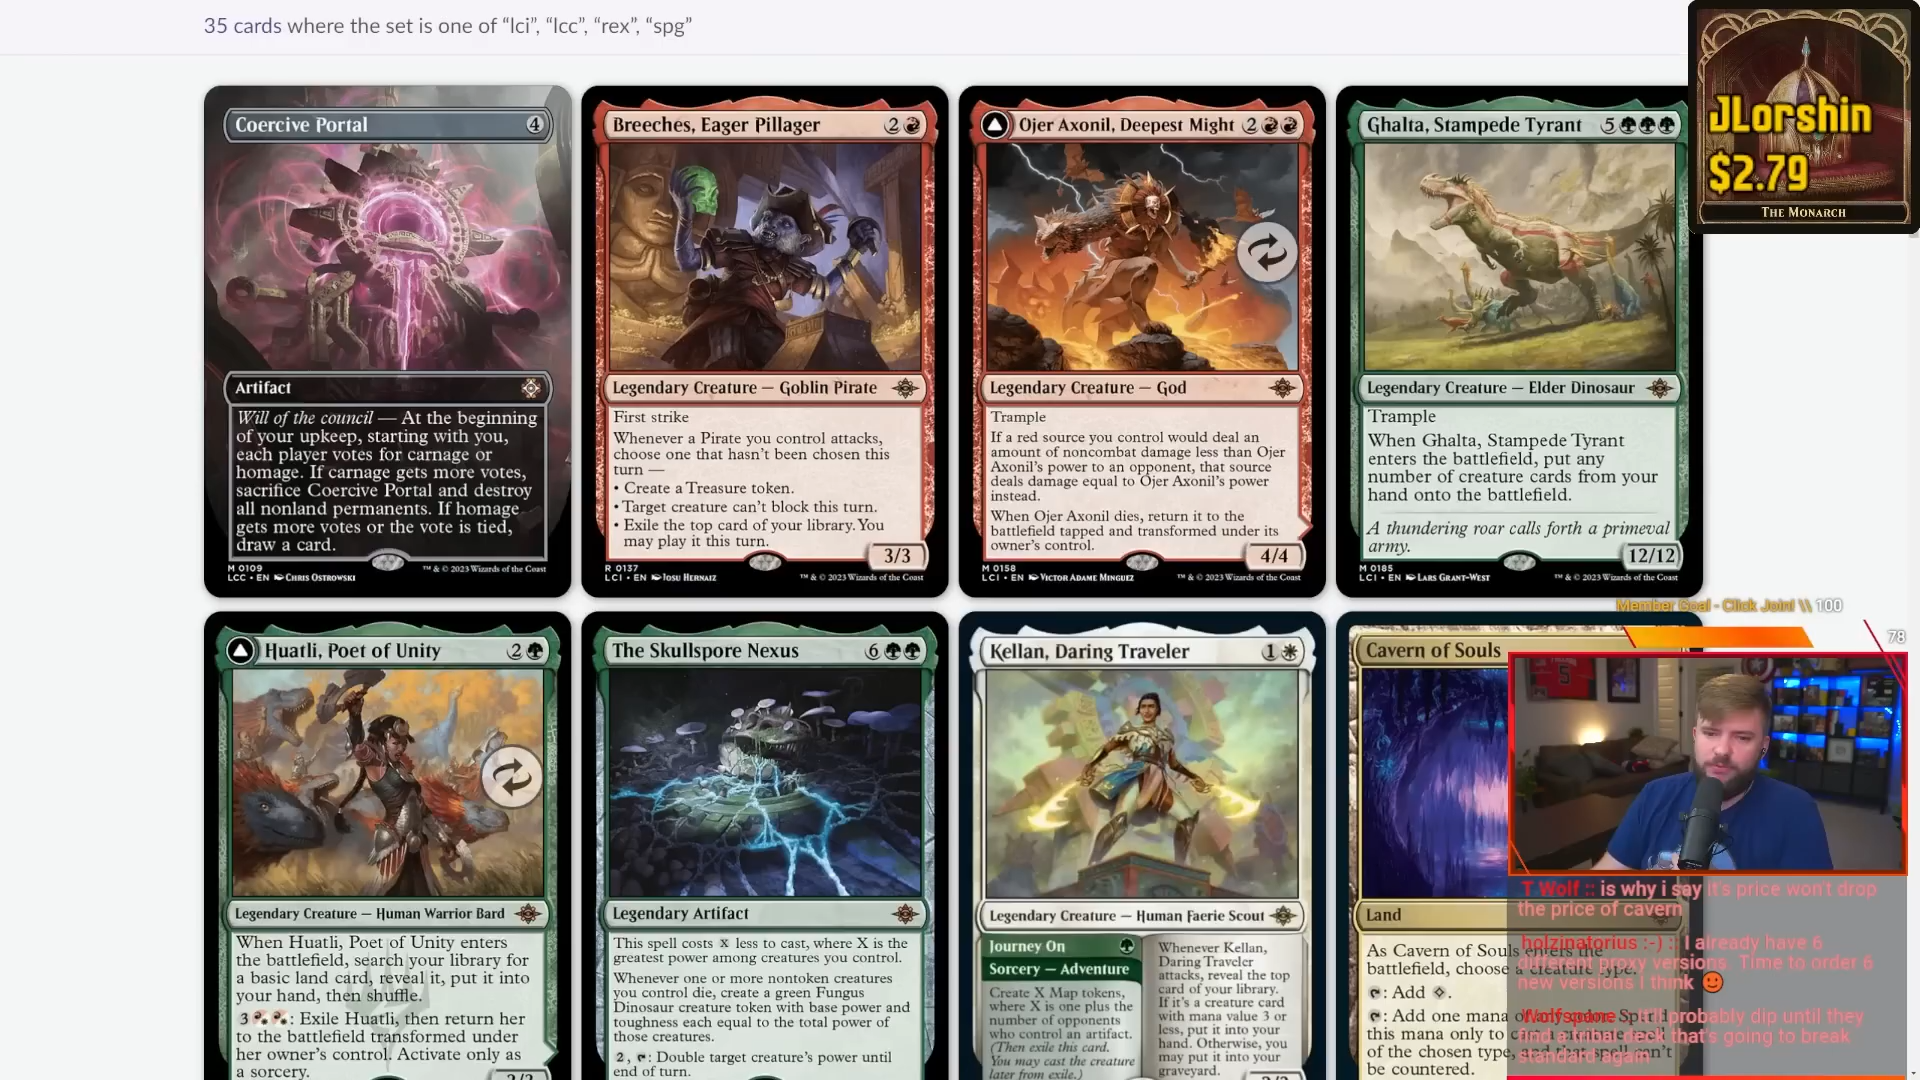 35 cards where the set is one of “lci”, “lcc”, “rex”, “spg”
JLorshin
$2.79
The Monarch
Coercive Portal 4
Artifact
Will of the council — At the beginning
of your upkeep, starting with you,
each player votes for carnage or
homage. If carnage gets more votes,
sacrifice Coercive Portal and destroy
all nonland permanents. If homage
gets more votes or the vote is tied,
draw a card.
M 0109
LCC • EN Chris Ostrowski
™ & © 2023 Wizards of the Coast
Breeches, Eager Pillager 2
Legendary Creature — Goblin Pirate
First strike
Whenever a Pirate you control attacks,
choose one that hasn't been chosen this
turn —
• Create a Treasure token.
• Target creature can't block this turn.
• Exile the top card of your library. You
may play it this turn.
3/3
R 0137
LCI • EN Iosu Hernaiz
™ & © 2023 Wizards of the Coast
Ojer Axonil, Deepest Might 2
Legendary Creature — God
Trample
If a red source you control would deal an
amount of noncombat damage less than Ojer
Axonil's power to an opponent, that source
deals damage equal to Ojer Axonil's power
instead.
When Ojer Axonil dies, return it to the
battlefield tapped and transformed under its
owner's control.
4/4
M 0158
LCI • EN Victor Adame Minguez
™ & © 2023 Wizards of the Coast
Ghalta, Stampede Tyrant 5
Legendary Creature — Elder Dinosaur
Trample
When Ghalta, Stampede Tyrant
enters the battlefield, put any
number of creature cards from your
hand onto the battlefield.
A thundering roar calls forth a primeval
army.
12/12
M 0185
LCI • EN Lars Grant-West
™ & © 2023 Wizards of the Coast
Member Goal - Click Join! \\ 100
78
Huatli, Poet of Unity 2
Legendary Creature — Human Warrior Bard
When Huatli, Poet of Unity enters
the battlefield, search your library for
a basic land card, reveal it, put it into
your hand, then shuffle.
3 : Exile Huatli, then return her
to the battlefield transformed under
her owner's control. Activate only as
a sorcery.
The Skullspore Nexus 6
Legendary Artifact
This spell costs X less to cast, where X is the
greatest power among creatures you control.
Whenever one or more nontoken creatures
you control die, create a green Fungus
Dinosaur creature token with base power and
toughness each equal to the total power of
those creatures.
2, : Double target creature's power until
end of turn.
Kellan, Daring Traveler 1
Legendary Creature — Human Faerie Scout
Journey On
Sorcery — Adventure
Create X Map tokens,
where X is one plus the
number of opponents
who control an artifact.
(Then exile this card.
You may cast the creature
later from exile.)
Whenever Kellan,
Daring Traveler
attacks, reveal the top
card of your library.
If it's a creature card
with mana value 3 or
less, put it into your
hand. Otherwise, you
may put it into your
graveyard.
Cavern of Souls
Land
As Cavern of Souls enters the
battlefield, choose a creature type.
: Add .
: Add one mana
this mana only to
of the chosen type, and that spell can't
be countered.
T Wolf :: is why i say it's price won't drop
the price of cavern
holzinatorius :-) :: I already have 6
different proxy versions. Time to order 6
new versions I think
Wolfspane :: It'll probably dip until they
find a tribal deck that's going to break
standard again